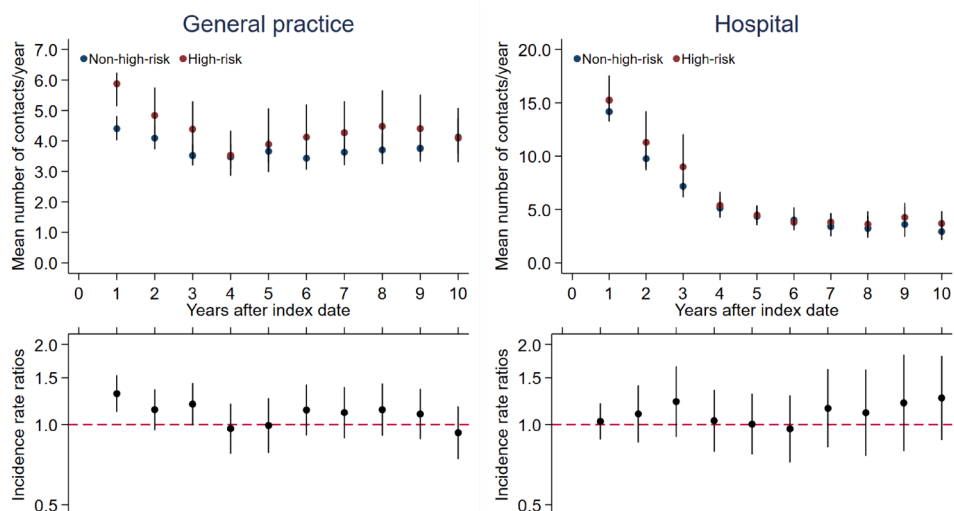 General practice
Mean number of contacts/year
7.0
6.0
5.0
4.0
3.0
2.0
1.0
0.0
Non-high-risk High-risk
0 1 2 3 4 5 6 7 8 9 10
Years after index date
Incidence rate ratios
2.0
1.5
1.0
0.5
Hospital
Mean number of contacts/year
20.0
15.0
10.0
5.0
0.0
Non-high-risk High-risk
0 1 2 3 4 5 6 7 8 9 10
Years after index date
Incidence rate ratios
2.0
1.5
1.0
0.5